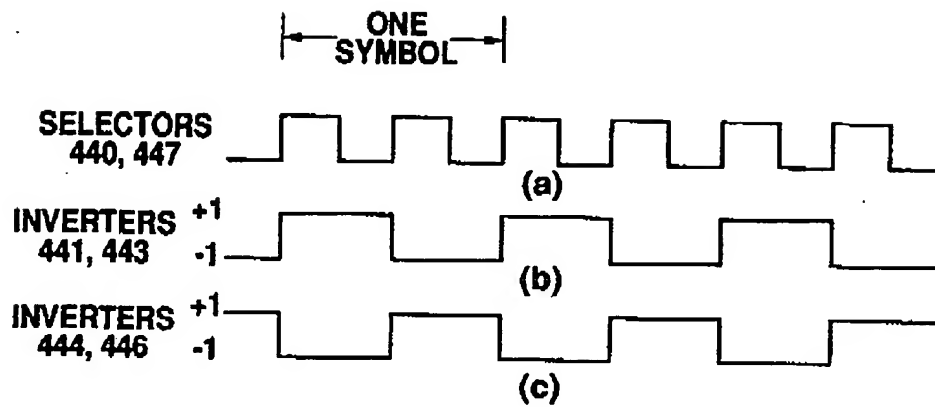 ONE
SYMBOL
SELECTORS
440, 447
(a)
INVERTERS +1
441, 443 -1
(b)
INVERTERS +1
444, 446 -1
(c)